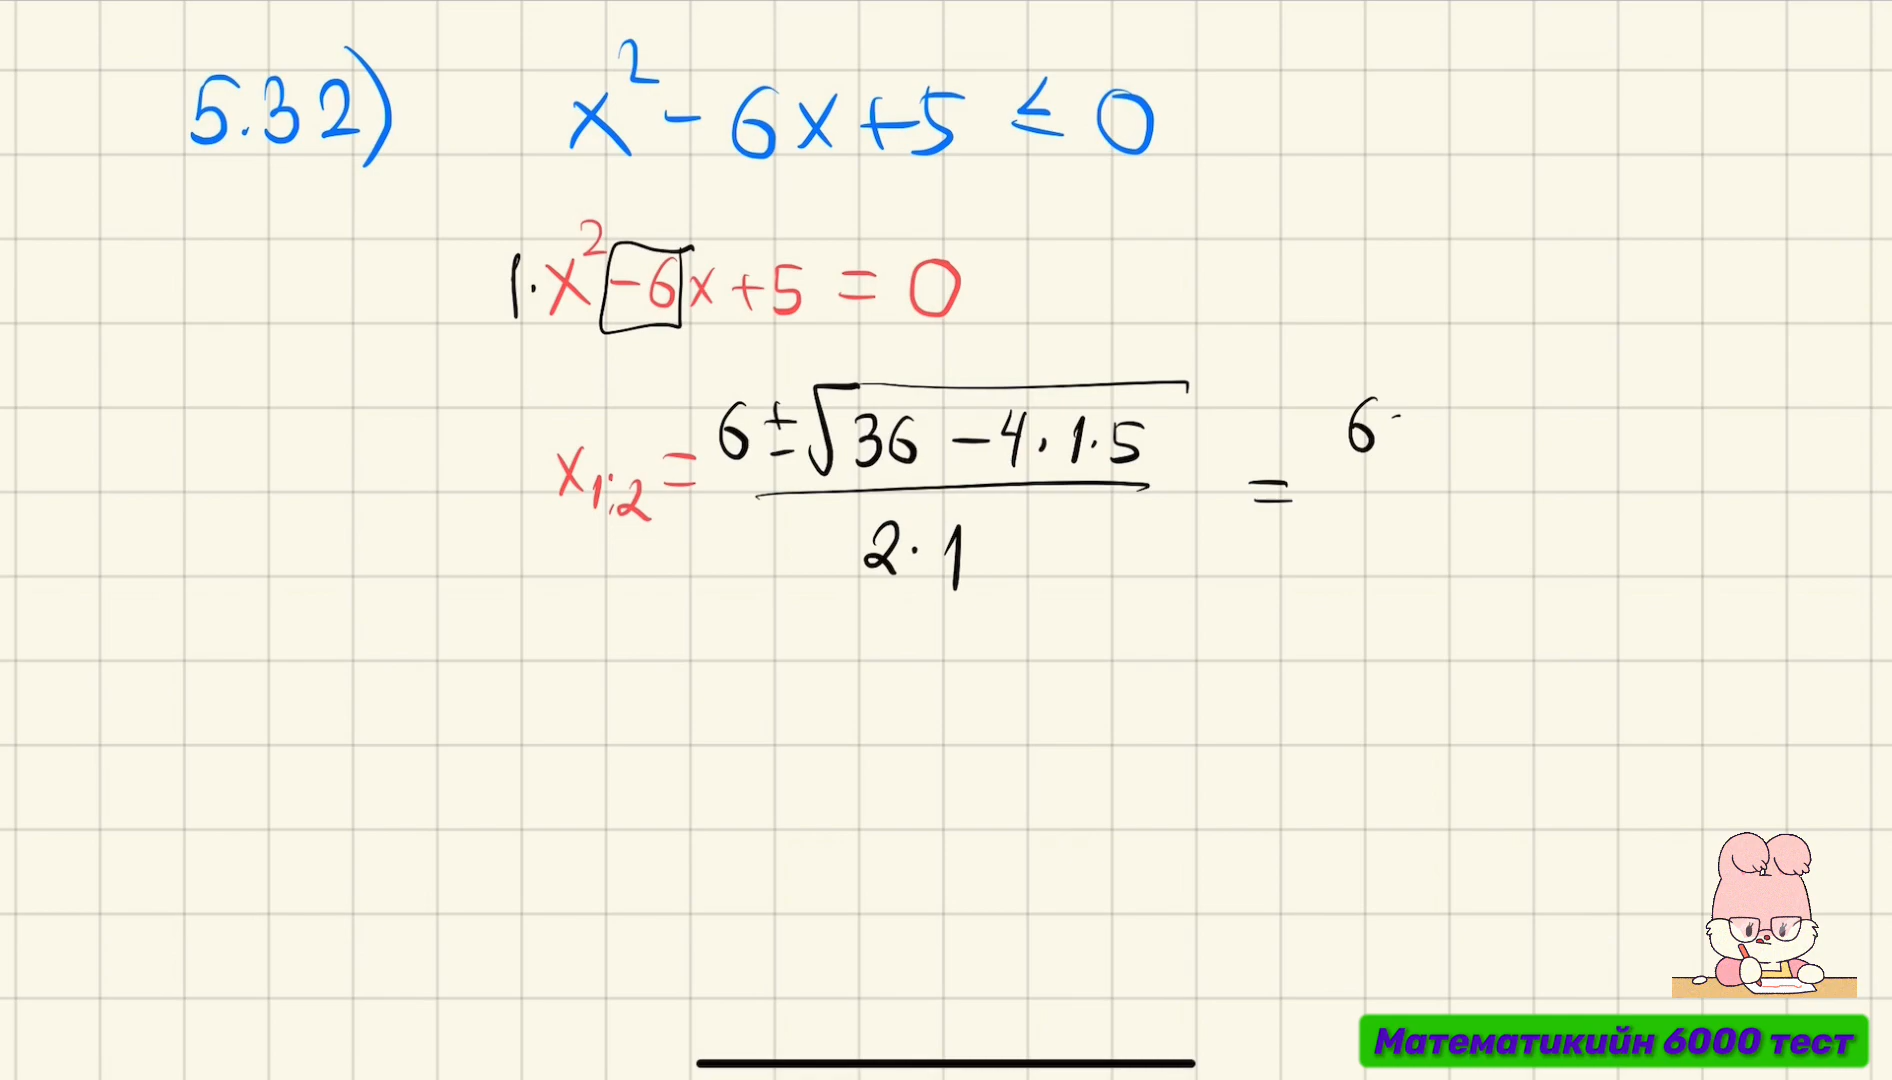 5.32) x² - 6x + 5 ≤ 0
1·x² -6x + 5 = 0
x₁;₂ = (6 ± √(36 - 4·1·5)) / (2·1) = 6-
Математикийн 6000 тест